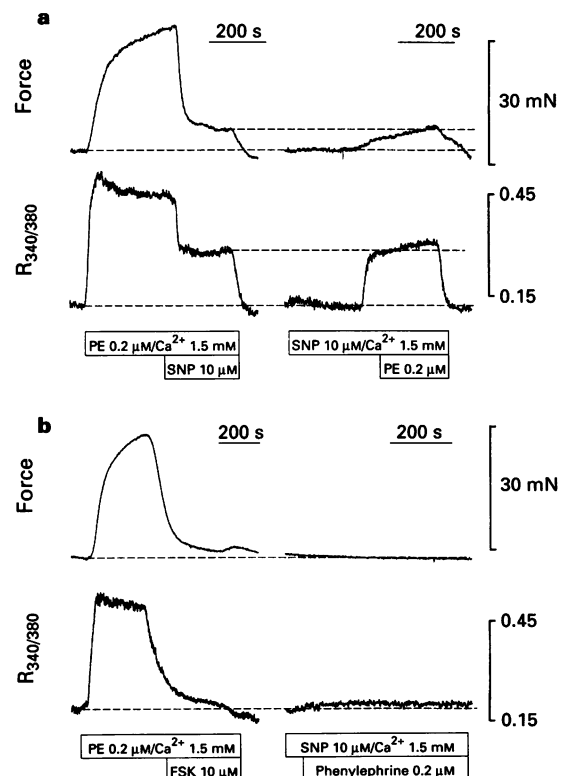 a
200 s
200 s
Force
30 mN
R340/380
0.45
0.15
PE 0.2 μM/Ca2+ 1.5 mM
SNP 10 μM
SNP 10 μM/Ca2+ 1.5 mM
PE 0.2 μM
b
200 s
200 s
Force
30 mN
R340/380
0.45
0.15
PE 0.2 μM/Ca2+ 1.5 mM
FSK 10 μM
SNP 10 μM/Ca2+ 1.5 mM
Phenylephrine 0.2 μM